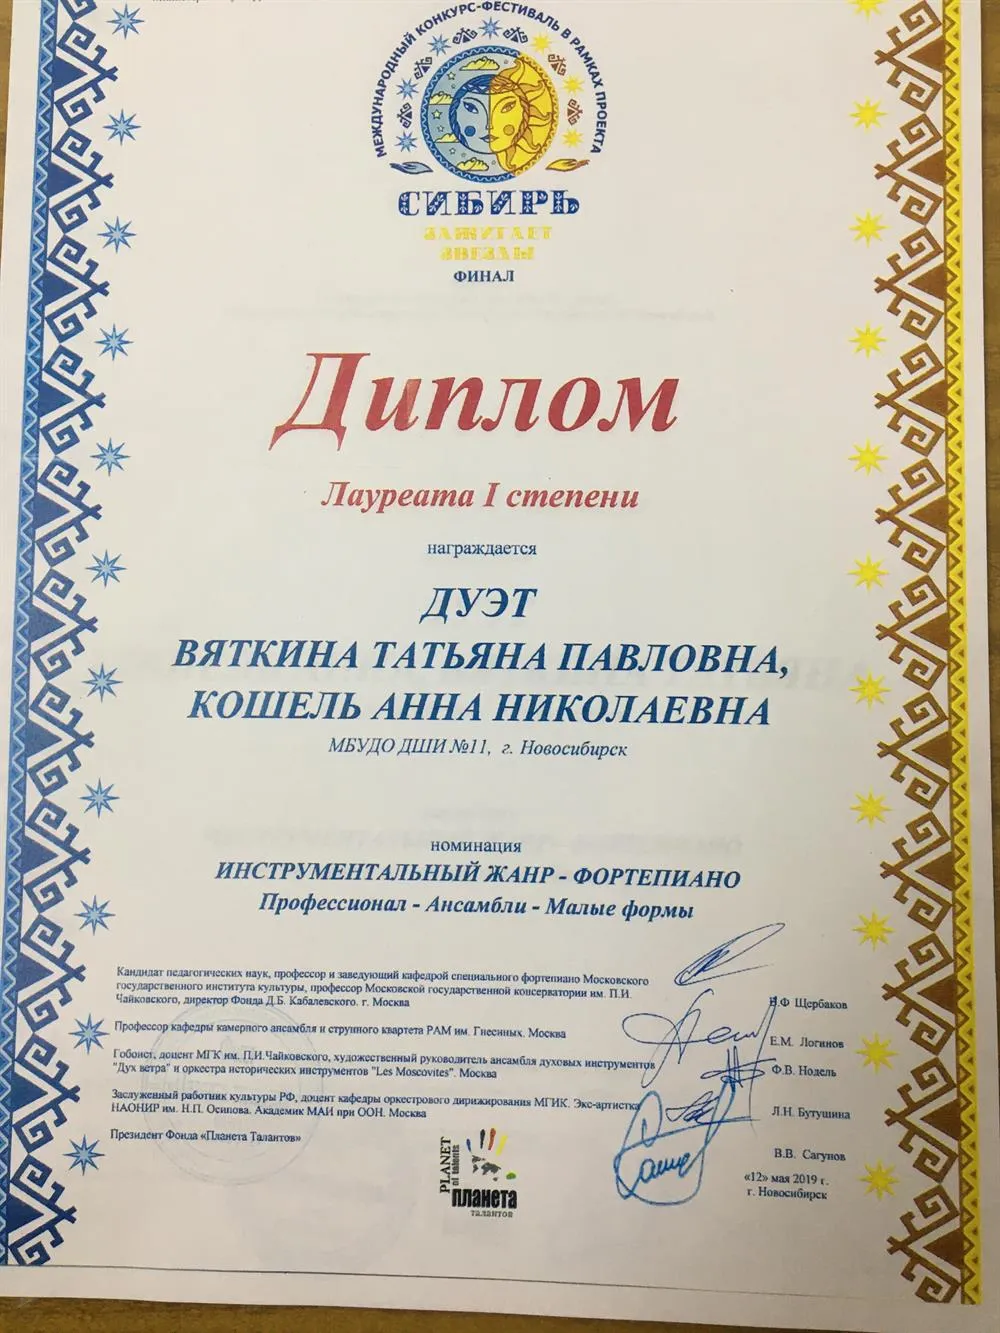 МЕЖДУНАРОДНЫЙ КОНКУРС-ФЕСТИВАЛЬ В РАМКАХ ПРОЕКТА
СИБИРЬ
ЗАЖИГАЕТ
ЗВЕЗДЫ
ФИНАЛ
Диплом
Лауреата I степени
награждается
ДУЭТ
ВЯТКИНА ТАТЬЯНА ПАВЛОВНА,
КОШЕЛЬ АННА НИКОЛАЕВНА
МБУДО ДШИ №11, г. Новосибирск
номинация
ИНСТРУМЕНТАЛЬНЫЙ ЖАНР - ФОРТЕПИАНО
Профессионал - Ансамбли - Малые формы
Кандидат педагогических наук, профессор и заведующий кафедрой специального фортепиано Московского
государственного института культуры, профессор Московской государственной консерватории им. П.И.
Чайковского, директор Фонда Д.Б. Кабалевского. г. Москва
В.Ф Щербаков
Профессор кафедры камерного ансамбля и струнного квартета РАМ им. Гнесиных. Москва
Е.М. Логинов
Гобоист, доцент МГК им. П.И.Чайковского, художественный руководитель ансамбля духовых инструментов
"Дух ветра" и оркестра исторических инструментов "Les Moscovites". Москва
Ф.В. Нодель
Заслуженный работник культуры РФ, доцент кафедры оркестрового дирижирования МГИК. Экс-артистка
НАОНИР им. Н.П. Осипова. Академик МАИ при ООН. Москва
Л.Н. Бутушина
Президент Фонда «Планета Талантов»
В.В. Сагунов
PLANET
of talents
планета
талантов
«12» мая 2019 г.
г. Новосибирск